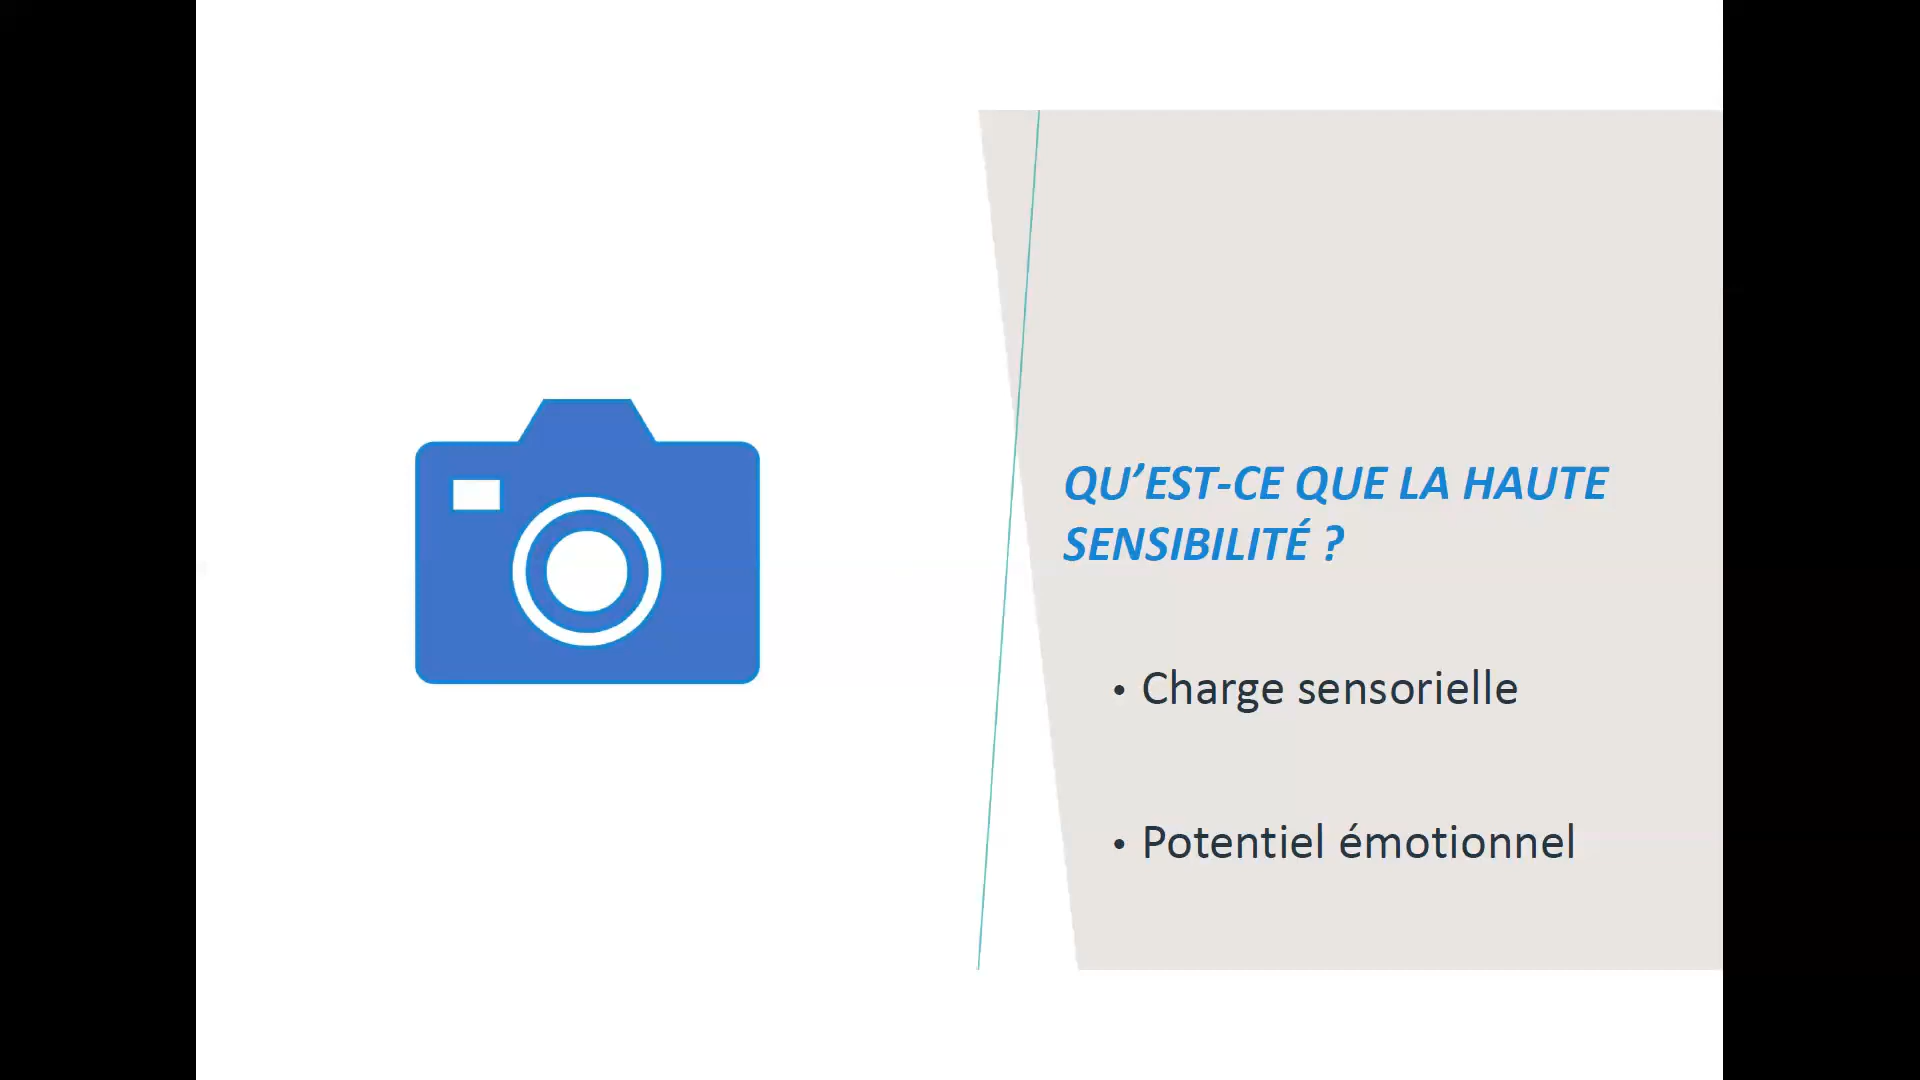 QU’EST-CE QUE LA HAUTE
SENSIBILITÉ ?
• Charge sensorielle
• Potentiel émotionnel